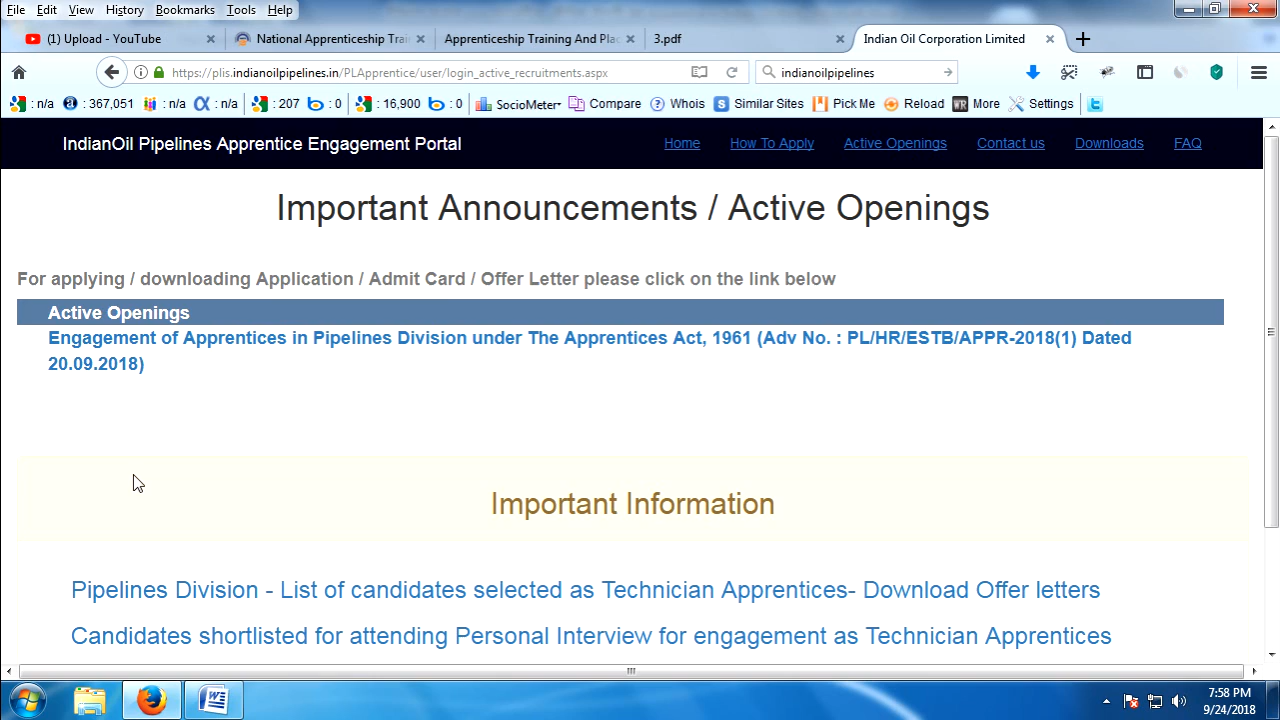 File Edit View History Bookmarks Tools Help
(1) Upload - YouTube
National Apprenticeship Trai
Apprenticeship Training And Pla
3.pdf
Indian Oil Corporation Limited
https://plis.indianoilpipelines.in/PLApprentice/user/login_active_recruitments.aspx
indianoilpipelines
: n/a : 367,051 : n/a : n/a : 207 : 0 : 16,900 : 0 SocioMeter Compare Whois Similar Sites Pick Me Reload More Settings
IndianOil Pipelines Apprentice Engagement Portal
Home How To Apply Active Openings Contact us Downloads FAQ
Important Announcements / Active Openings
For applying / downloading Application / Admit Card / Offer Letter please click on the link below
Active Openings
Engagement of Apprentices in Pipelines Division under The Apprentices Act, 1961 (Adv No. : PL/HR/ESTB/APPR-2018(1) Dated
20.09.2018)
Important Information
Pipelines Division - List of candidates selected as Technician Apprentices- Download Offer letters
Candidates shortlisted for attending Personal Interview for engagement as Technician Apprentices
7:58 PM
9/24/2018